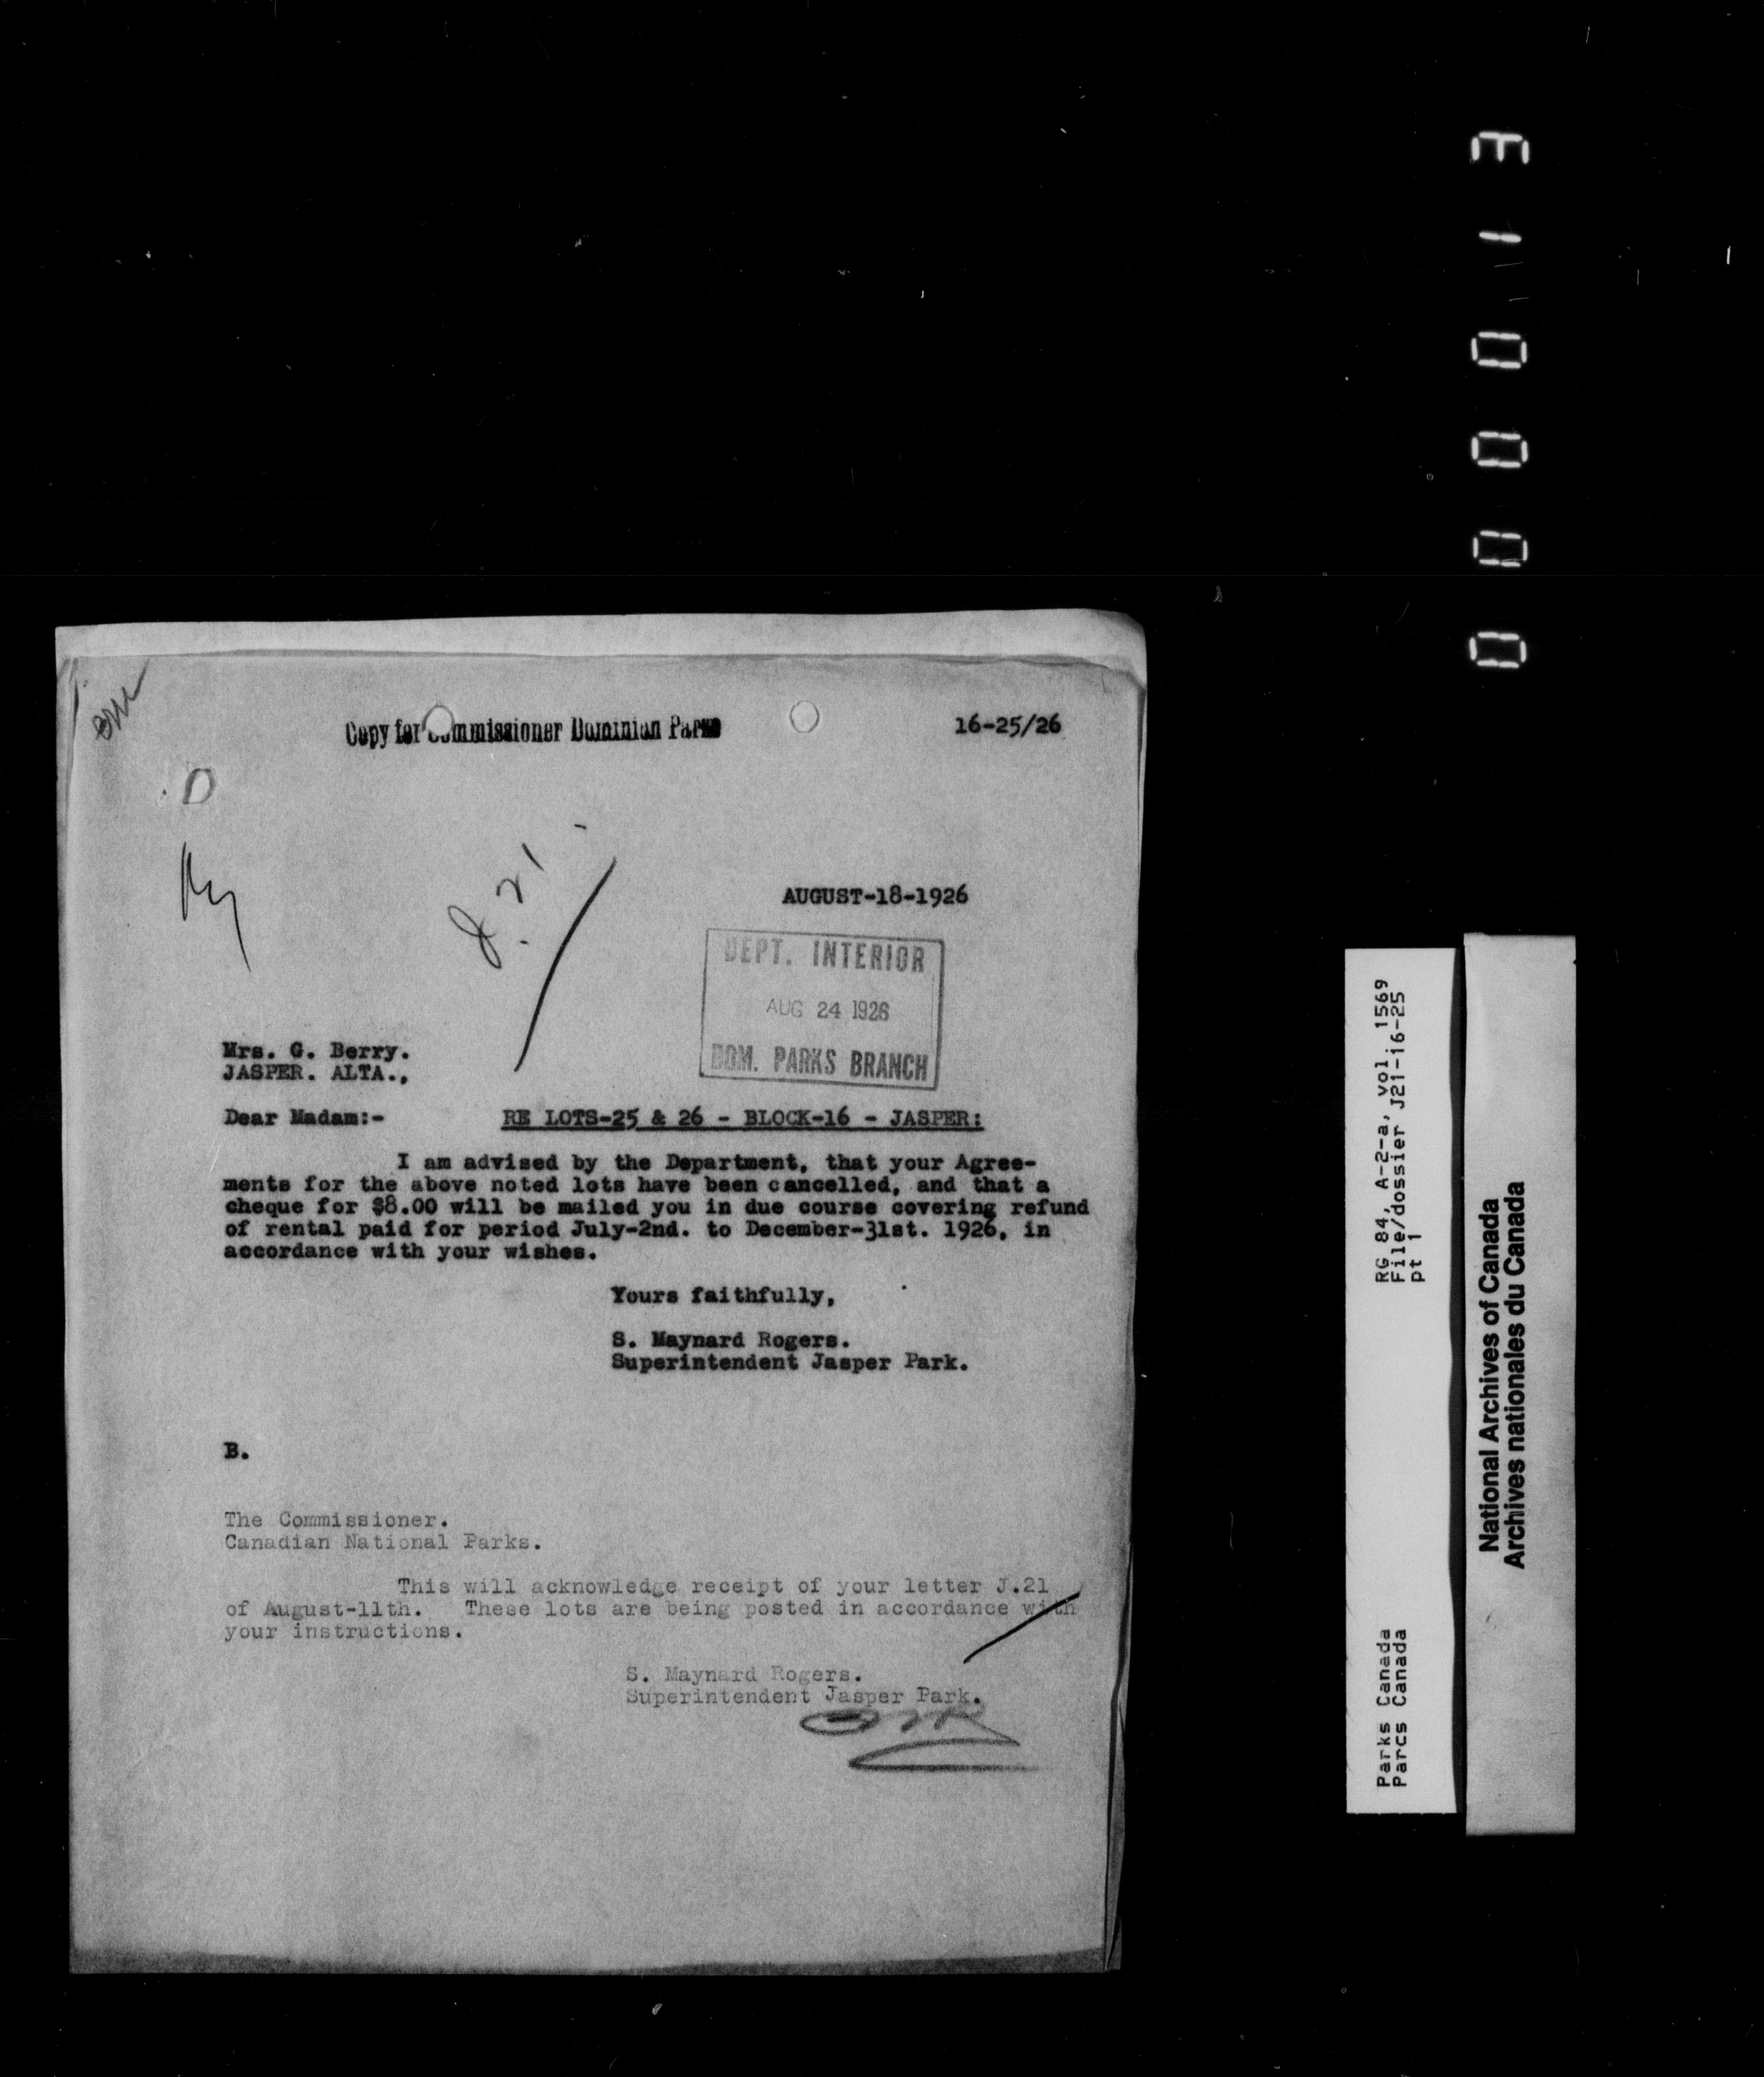 Copy for Commissioner Dominion Parks
16-25/26
J. 21
AUGUST-18-1926
DEPT. INTERIOR
AUG 24 1926
DOM. PARKS BRANCH
Mrs. G. Berry.
JASPER. ALTA.,
Dear Madam:- RE LOTS-25 & 26 - BLOCK-16 - JASPER:
I am advised by the Department, that your Agree-
ments for the above noted lots have been cancelled, and that a
cheque for $8.00 will be mailed you in due course covering refund
of rental paid for period July-2nd. to December-31st. 1926, in
accordance with your wishes.
Yours faithfully,
S. Maynard Rogers.
Superintendent Jasper Park.
B.
The Commissioner.
Canadian National Parks.
This will acknowledge receipt of your letter J.21
of August-11th. These lots are being posted in accordance with
your instructions.
S. Maynard Rogers.
Superintendent Jasper Park.
000013
RG 84, A-2-a, vol. 1569
File/dossier J21-16-25
pt 1
Parks Canada
Parcs Canada
National Archives of Canada
Archives nationales du Canada